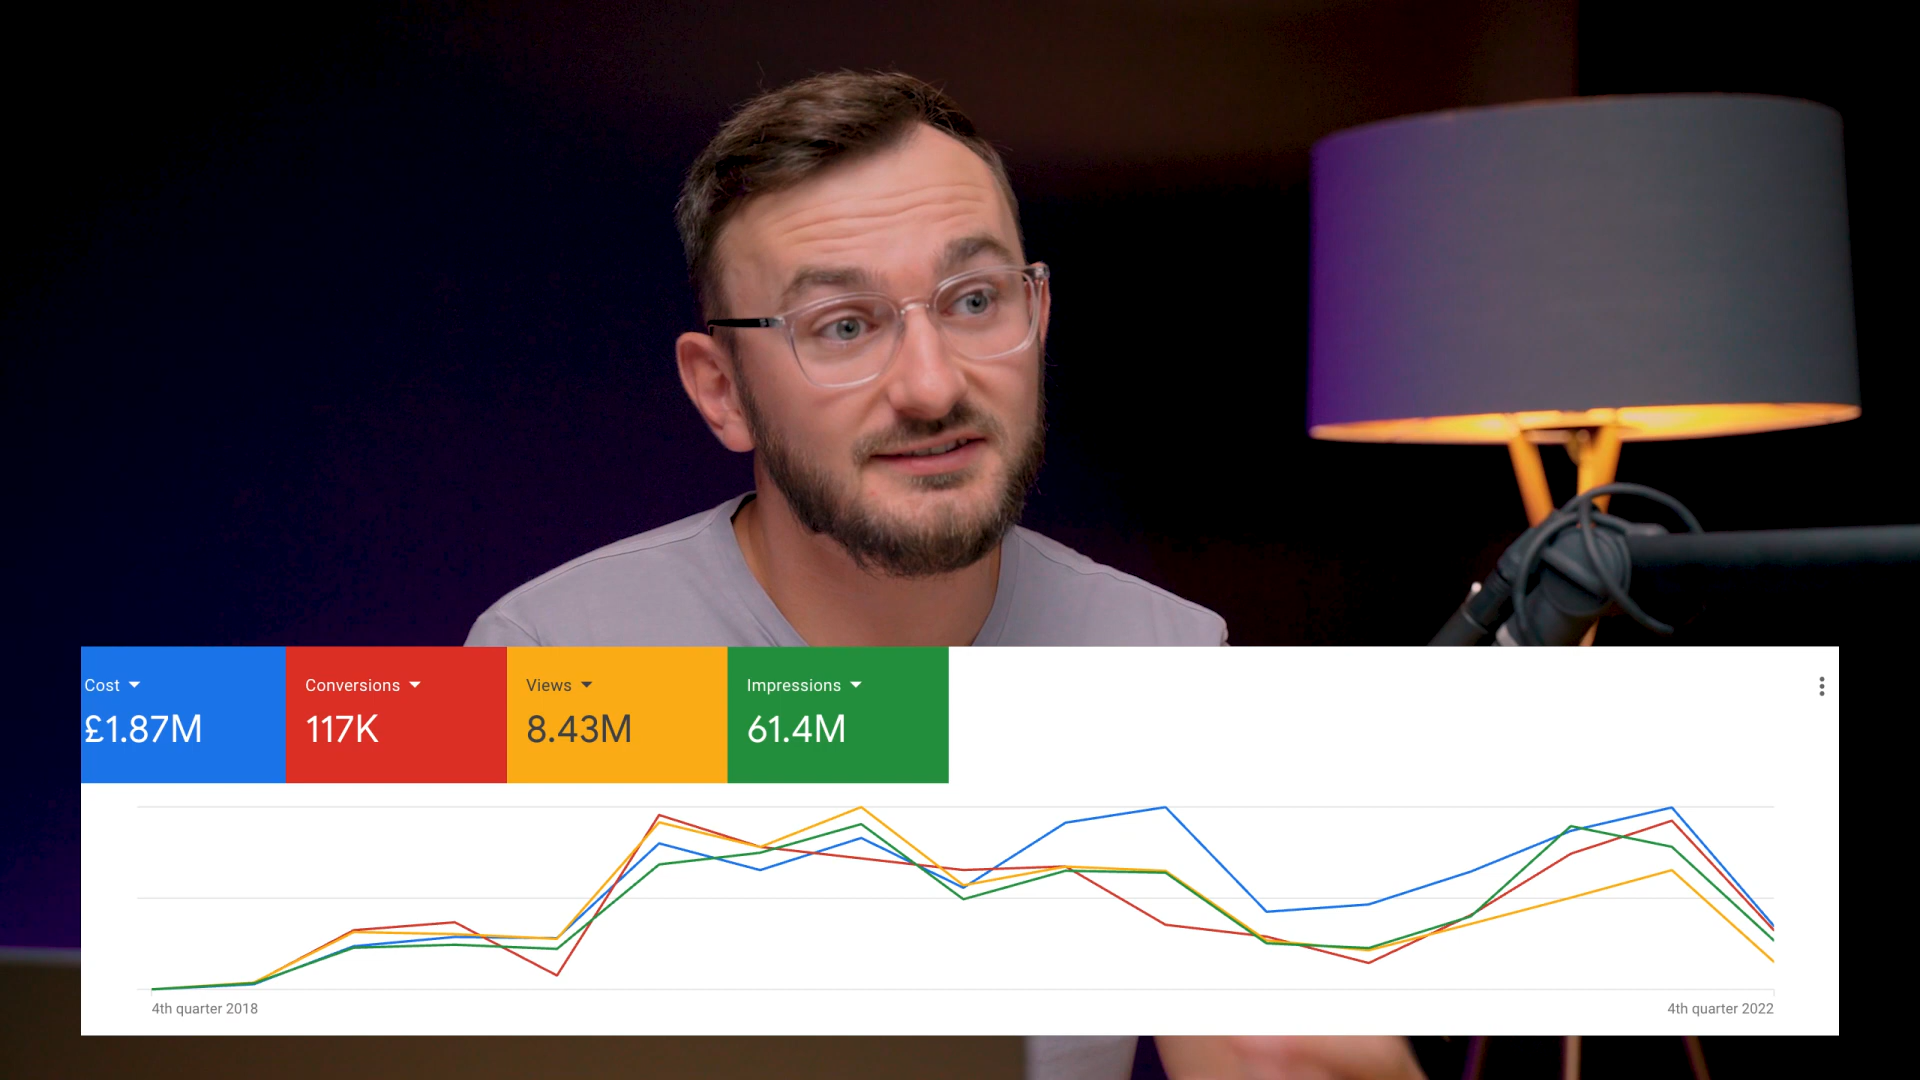 Cost
£1.87M
Conversions
117K
Views
8.43M
Impressions
61.4M
4th quarter 2018
4th quarter 2022